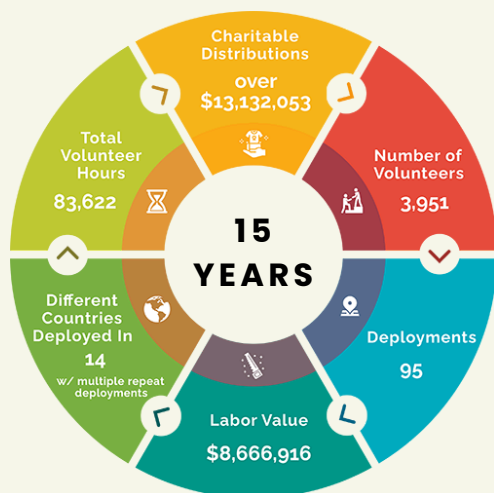 Charitable
Distributions
over
$13,132,053
Number of
Volunteers
3,951
Deployments
95
Labor Value
$8,666,916
Different
Countries
Deployed In
14
w/ multiple repeat
deployments
Total
Volunteer
Hours
83,622
15
YEARS